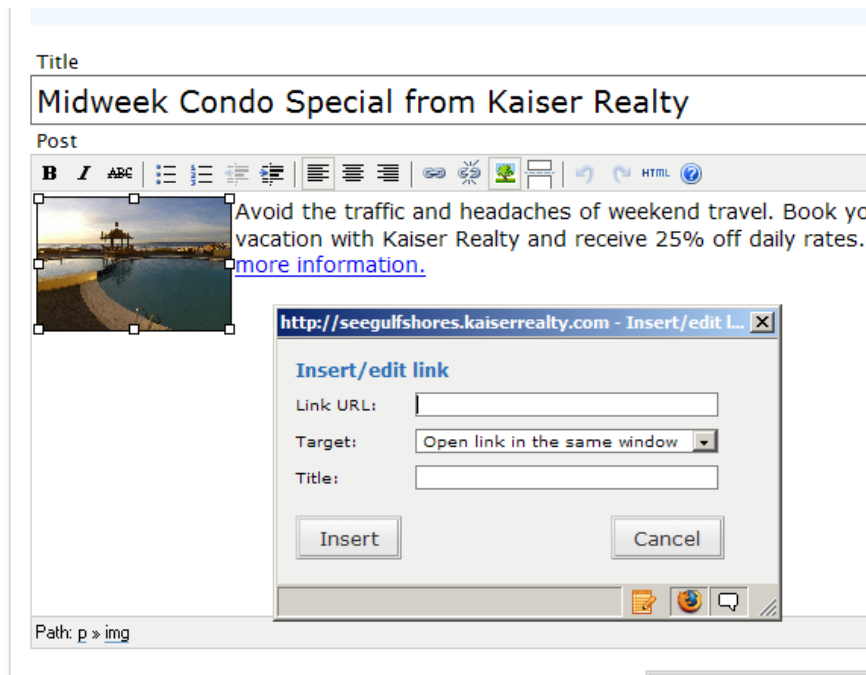 Title
Midweek Condo Special from Kaiser Realty
Post
B I ABC HTML ?
Avoid the traffic and headaches of weekend travel. Book
vacation with Kaiser Realty and receive 25% off daily rates.
more information.
http://seegulfshores.kaiserrealty.com - Insert/edit l...
Insert/edit link
Link URL:
Target: Open link in the same window
Title:
Insert Cancel
Path: p » img